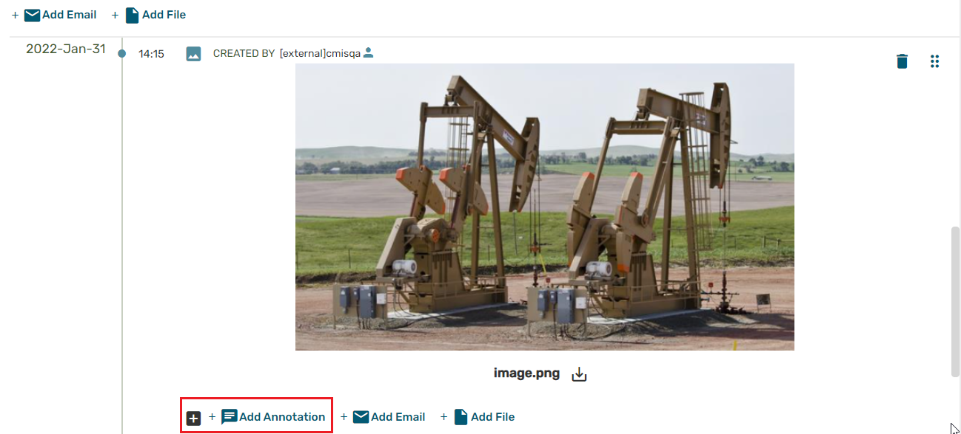 + Add Email + Add File
2022-Jan-31 14:15 CREATED BY [external]cmisqa
image.png
+ Add Annotation + Add Email + Add File